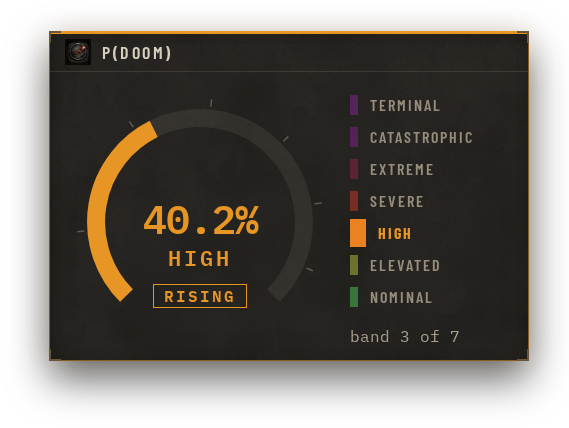 P(DOOM)
40.2%
HIGH
RISING
TERMINAL
CATASTROPHIC
EXTREME
SEVERE
HIGH
ELEVATED
NOMINAL
band 3 of 7